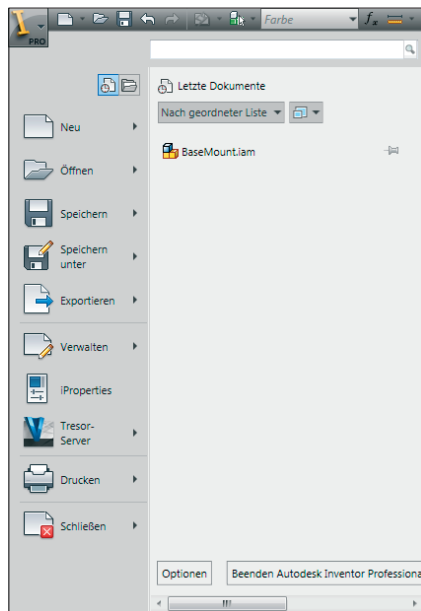 PRO
Farbe
fx
Letzte Dokumente
Nach geordneter Liste
BaseMount.iam
Neu
Öffnen
Speichern
Speichern
unter
Exportieren
Verwalten
iProperties
Tresor-
Server
Drucken
Schließen
Optionen
Beenden Autodesk Inventor Professiona